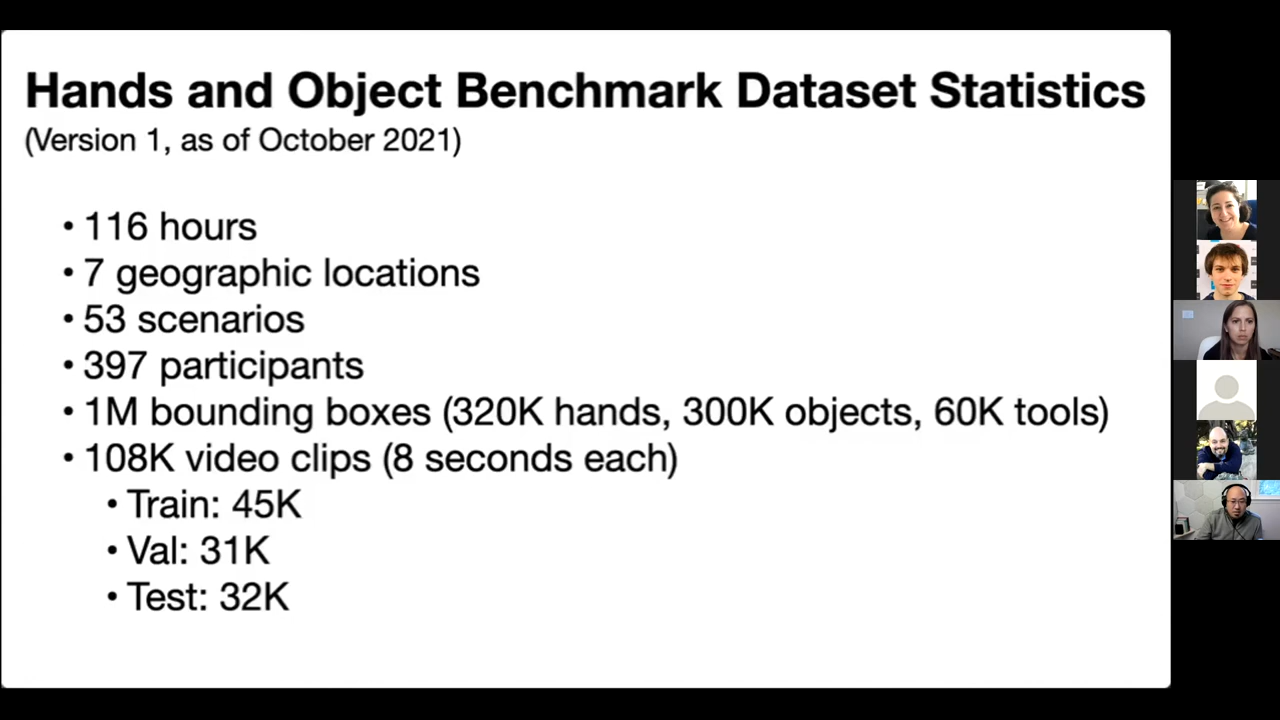 Hands and Object Benchmark Dataset Statistics
(Version 1, as of October 2021)
• 116 hours
• 7 geographic locations
• 53 scenarios
• 397 participants
• 1M bounding boxes (320K hands, 300K objects, 60K tools)
• 108K video clips (8 seconds each)
• Train: 45K
• Val: 31K
• Test: 32K